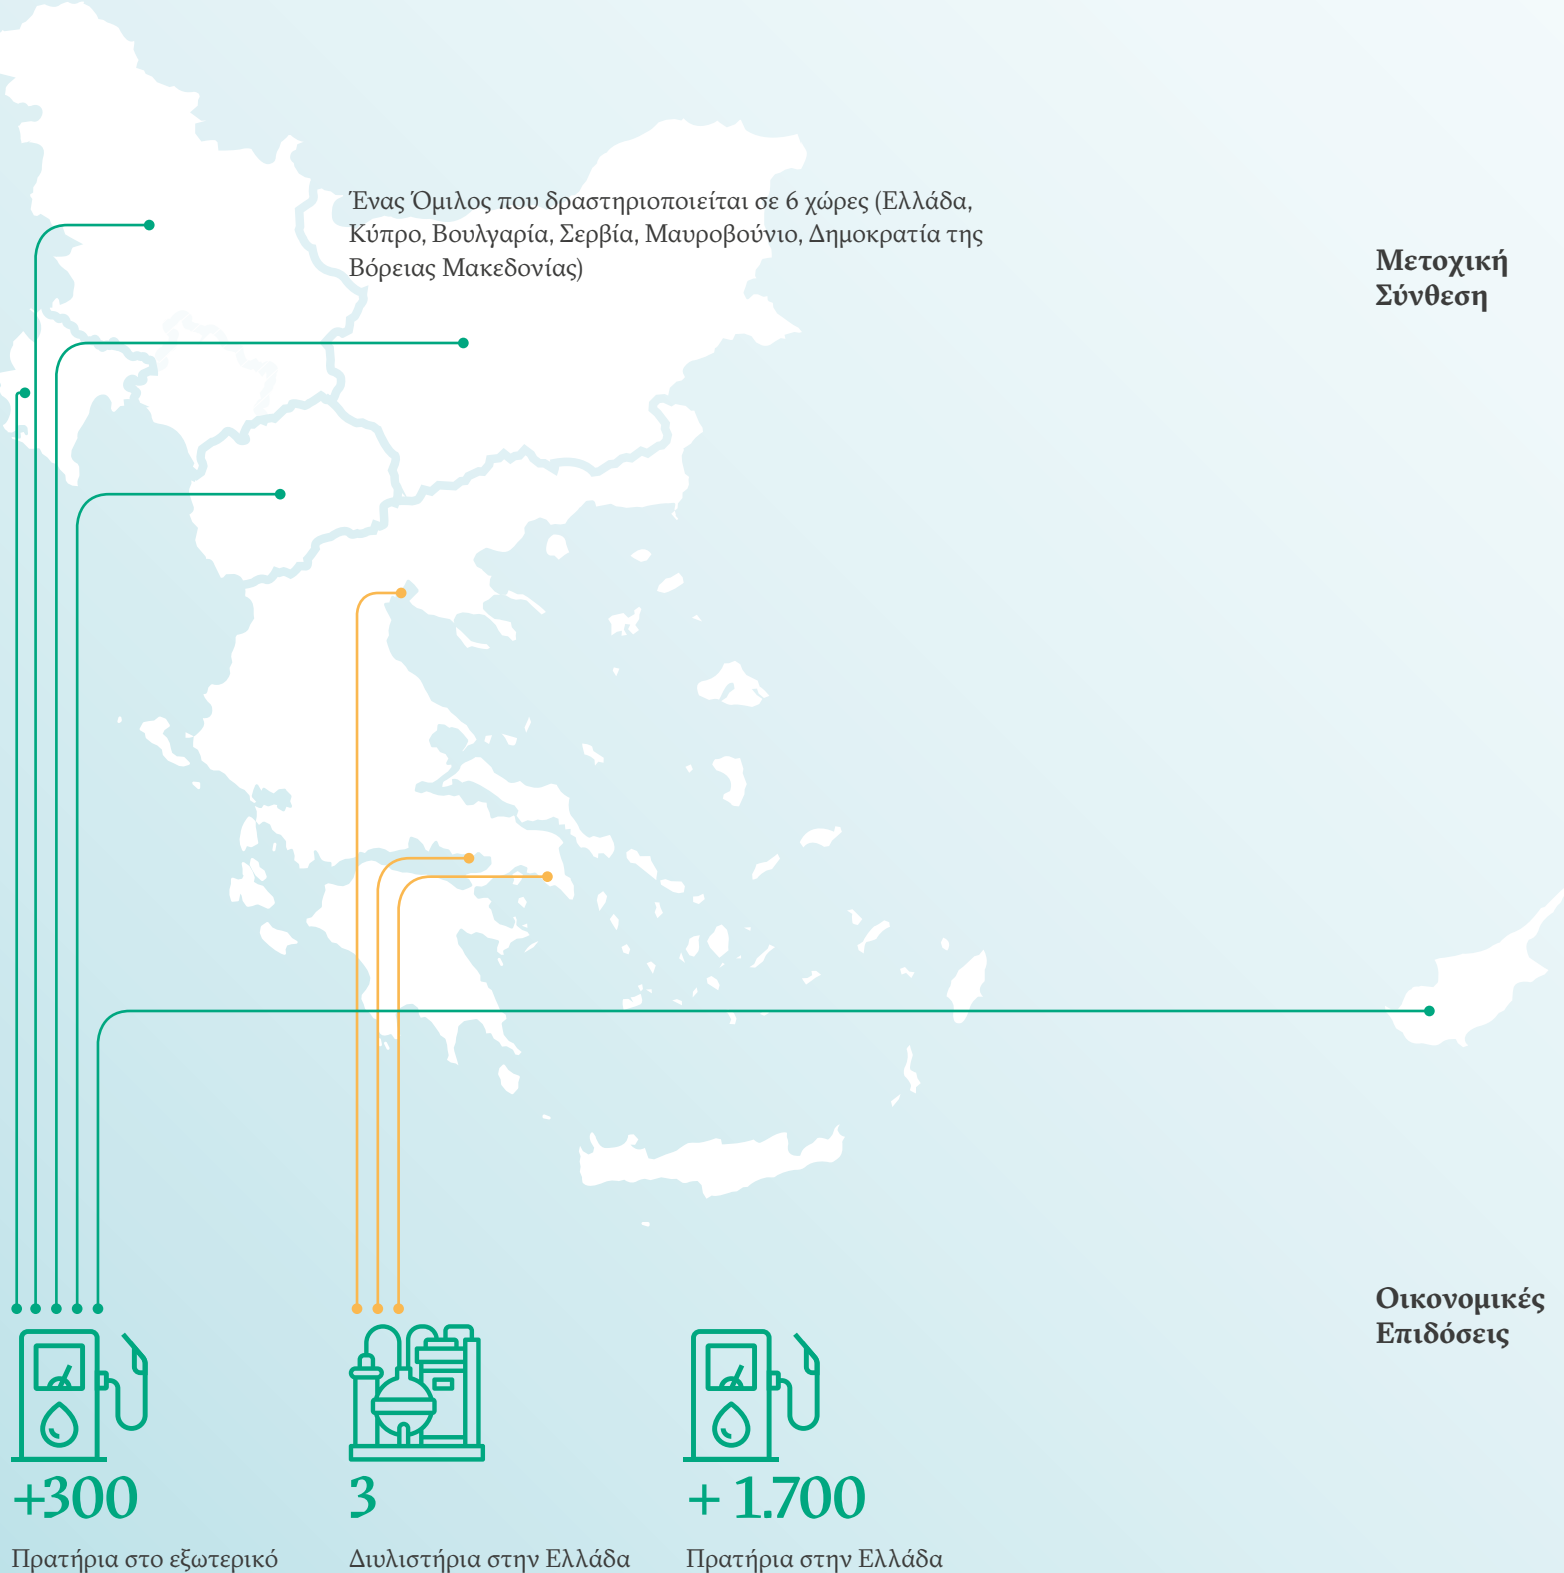 Ένας Όμιλος που δραστηριοποιείται σε 6 χώρες (Ελλάδα,
Κύπρο, Βουλγαρία, Σερβία, Μαυροβούνιο, Δημοκρατία της
Βόρειας Μακεδονίας)
Μετοχική
Σύνθεση
Οικονομικές
Επιδόσεις
+300
Πρατήρια στο εξωτερικό
3
Διυλιστήρια στην Ελλάδα
+ 1.700
Πρατήρια στην Ελλάδα